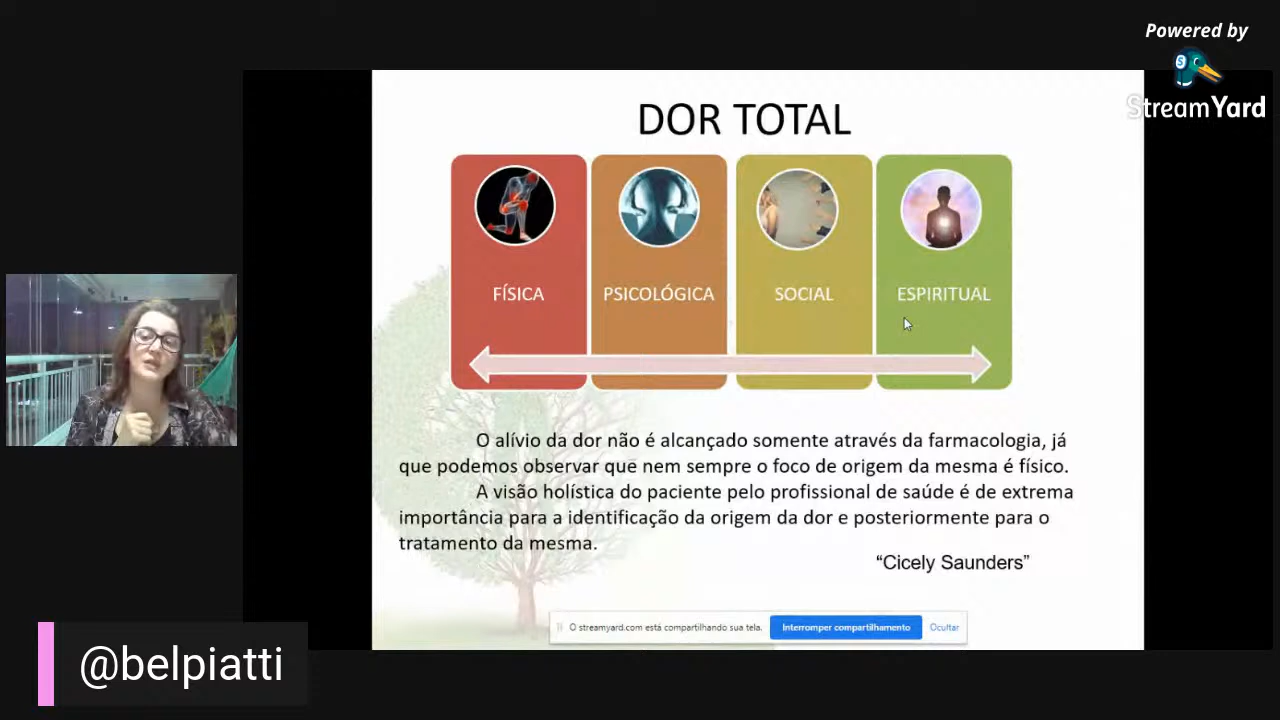 Powered by
StreamYard
DOR TOTAL
FÍSICA
PSICOLÓGICA
SOCIAL
ESPIRITUAL
O alívio da dor não é alcançado somente através da farmacologia, já
que podemos observar que nem sempre o foco de origem da mesma é físico.
A visão holística do paciente pelo profissional de saúde é de extrema
importância para a identificação da origem da dor e posteriormente para o
tratamento da mesma.
“Cicely Saunders”
O streamyard.com está compartilhando sua tela.
Interromper compartilhamento
Ocultar
@belpiatti